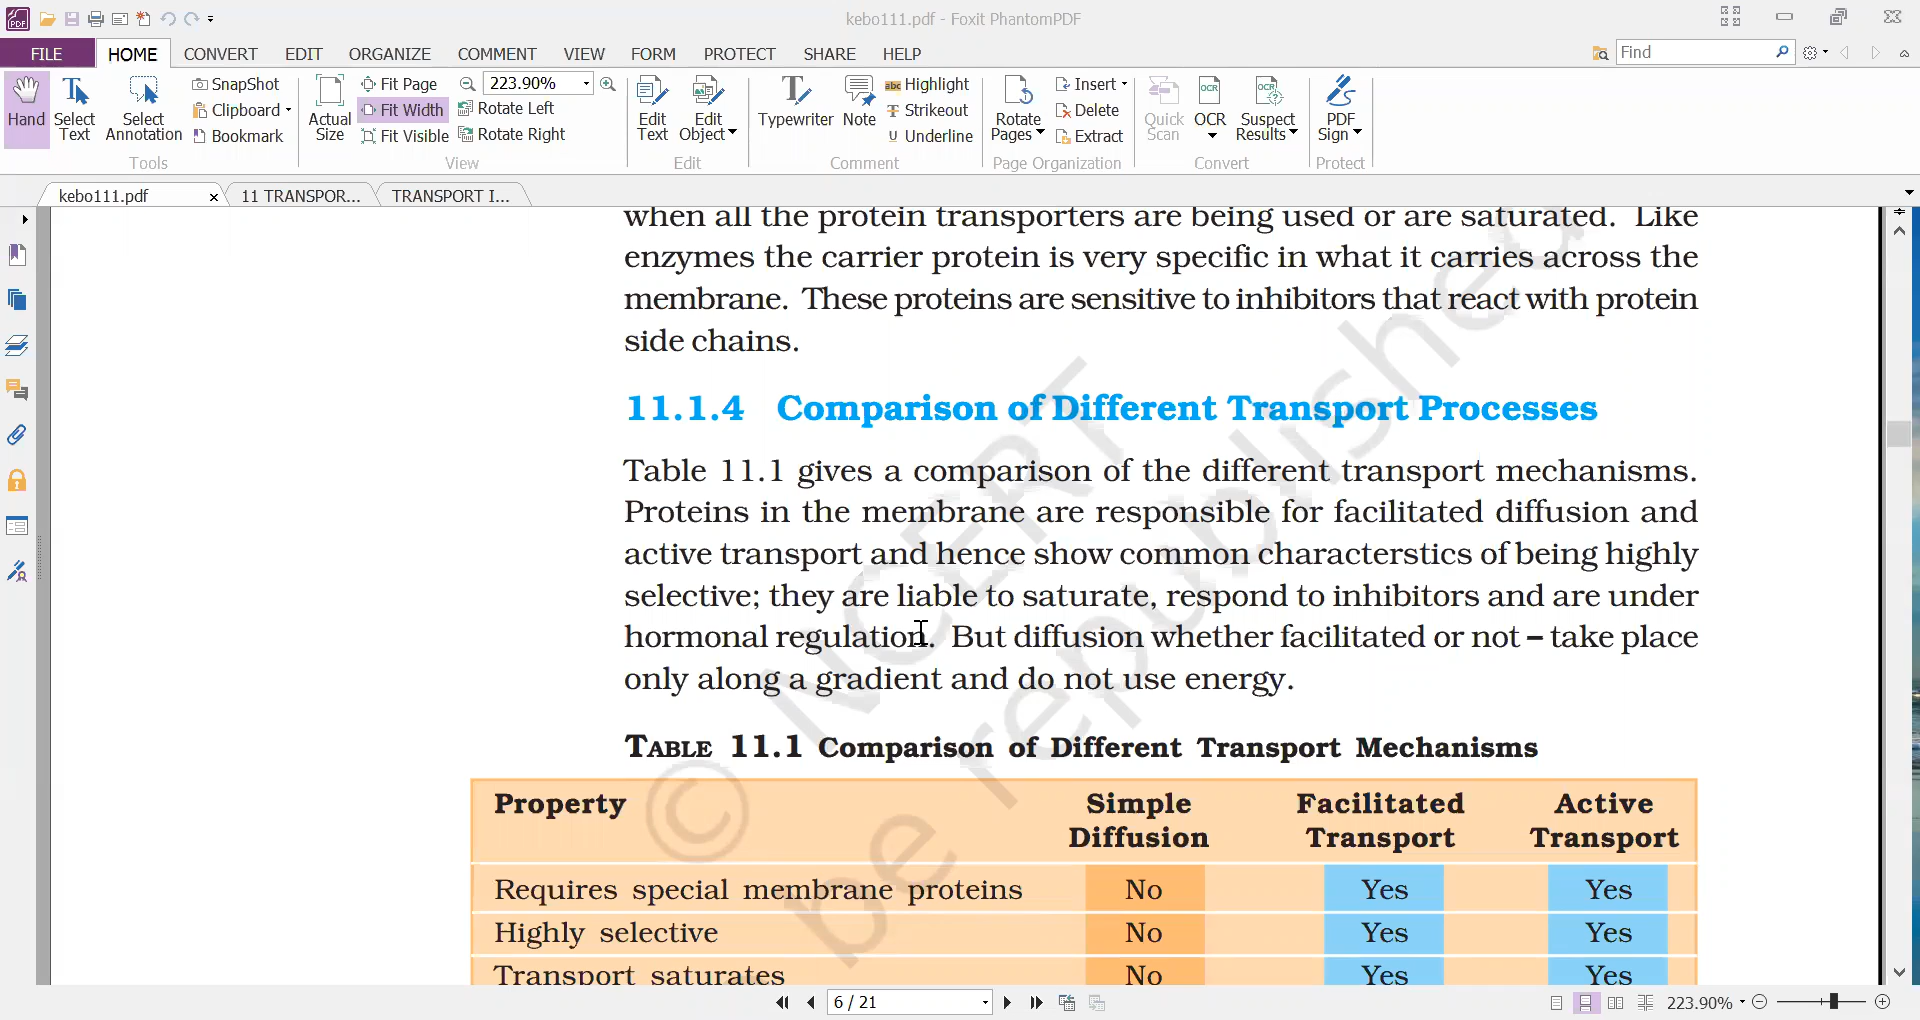 kebo111.pdf - Foxit PhantomPDF
FILE HOME CONVERT EDIT ORGANIZE COMMENT VIEW FORM PROTECT SHARE HELP
Find
Hand
Select Text
Select Annotation
SnapShot
Clipboard
Bookmark
Tools
Actual Size
Fit Page
Fit Width
Fit Visible
223.90%
Rotate Left
Rotate Right
View
Edit Text
Edit Object
Edit
Typewriter
Note
Highlight
Strikeout
Underline
Comment
Rotate Pages
Insert
Delete
Extract
Page Organization
Quick Scan
OCR
Suspect Results
Convert
PDF Sign
Protect
kebo111.pdf 11 TRANSPOR... TRANSPORT I...
when all the protein transporters are being used or are saturated. Like
enzymes the carrier protein is very specific in what it carries across the
membrane. These proteins are sensitive to inhibitors that react with protein
side chains.
11.1.4 Comparison of Different Transport Processes
Table 11.1 gives a comparison of the different transport mechanisms.
Proteins in the membrane are responsible for facilitated diffusion and
active transport and hence show common characterstics of being highly
selective; they are liable to saturate, respond to inhibitors and are under
hormonal regulation. But diffusion whether facilitated or not – take place
only along a gradient and do not use energy.
TABLE 11.1 Comparison of Different Transport Mechanisms
Property Simple Diffusion Facilitated Transport Active Transport
Requires special membrane proteins No Yes Yes
Highly selective No Yes Yes
Transport saturates No Yes Yes
© NCERT
be republished
6 / 21
223.90%